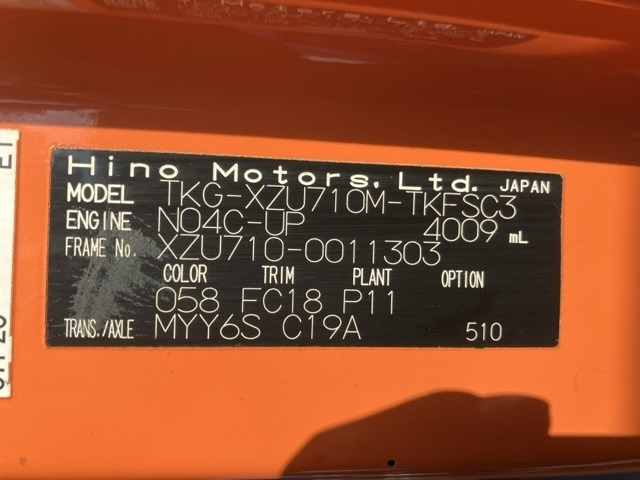 Hino Motors, Ltd. JAPAN
MODEL TKG-XZU710M-TKFSC3
ENGINE N04C-UP 4009 mL
FRAME No. XZU710-0011303
COLOR TRIM PLANT OPTION
058 FC18 P11
TRANS./AXLE MYY6S C19A 510